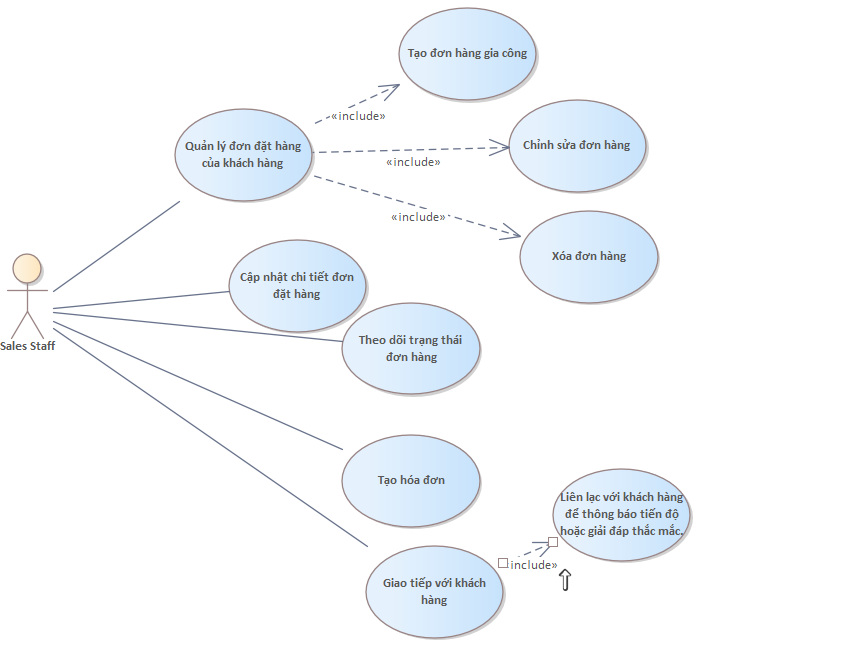 Tạo đơn hàng gia công
«include»
Quản lý đơn đặt hàng
của khách hàng
Chỉnh sửa đơn hàng
«include»
«include»
Xóa đơn hàng
Cập nhật chi tiết đơn
đặt hàng
Theo dõi trạng thái
đơn hàng
Sales Staff
Tạo hóa đơn
Liên lạc với khách hàng
để thông báo tiến độ
hoặc giải đáp thắc mắc.
include»
Giao tiếp với khách
hàng